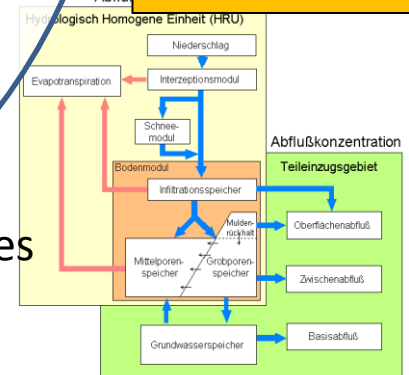 Hydrologisch Homogene Einheit (HRU)
Niederschlag
Evapotranspiration
Interzeptionsmodul
Schnee-
modul
Abflußkonzentration
Bodenmodul
Teileinzugsgebiet
Infiltrationsspeicher
es
Mulden-
rückhalt
Oberflächenabfluß
Mittelporen-
speicher
Grobporen-
speicher
Zwischenabfluß
Grundwasserspeicher
Basisabfluß